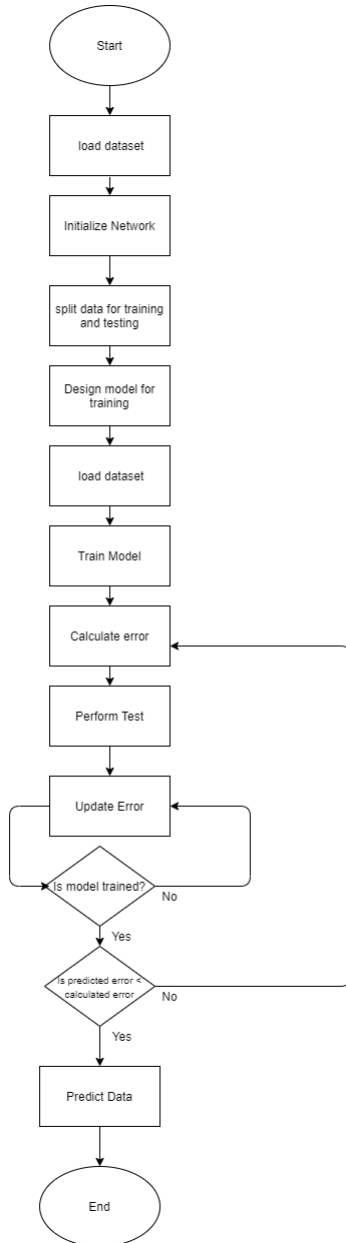 Start
load dataset
Initialize Network
split data for training
and testing
Design model for
training
load dataset
Train Model
Calculate error
Perform Test
Update Error
Is model trained?
No
Yes
Is predicted error <
calculated error
No
Yes
Predict Data
End